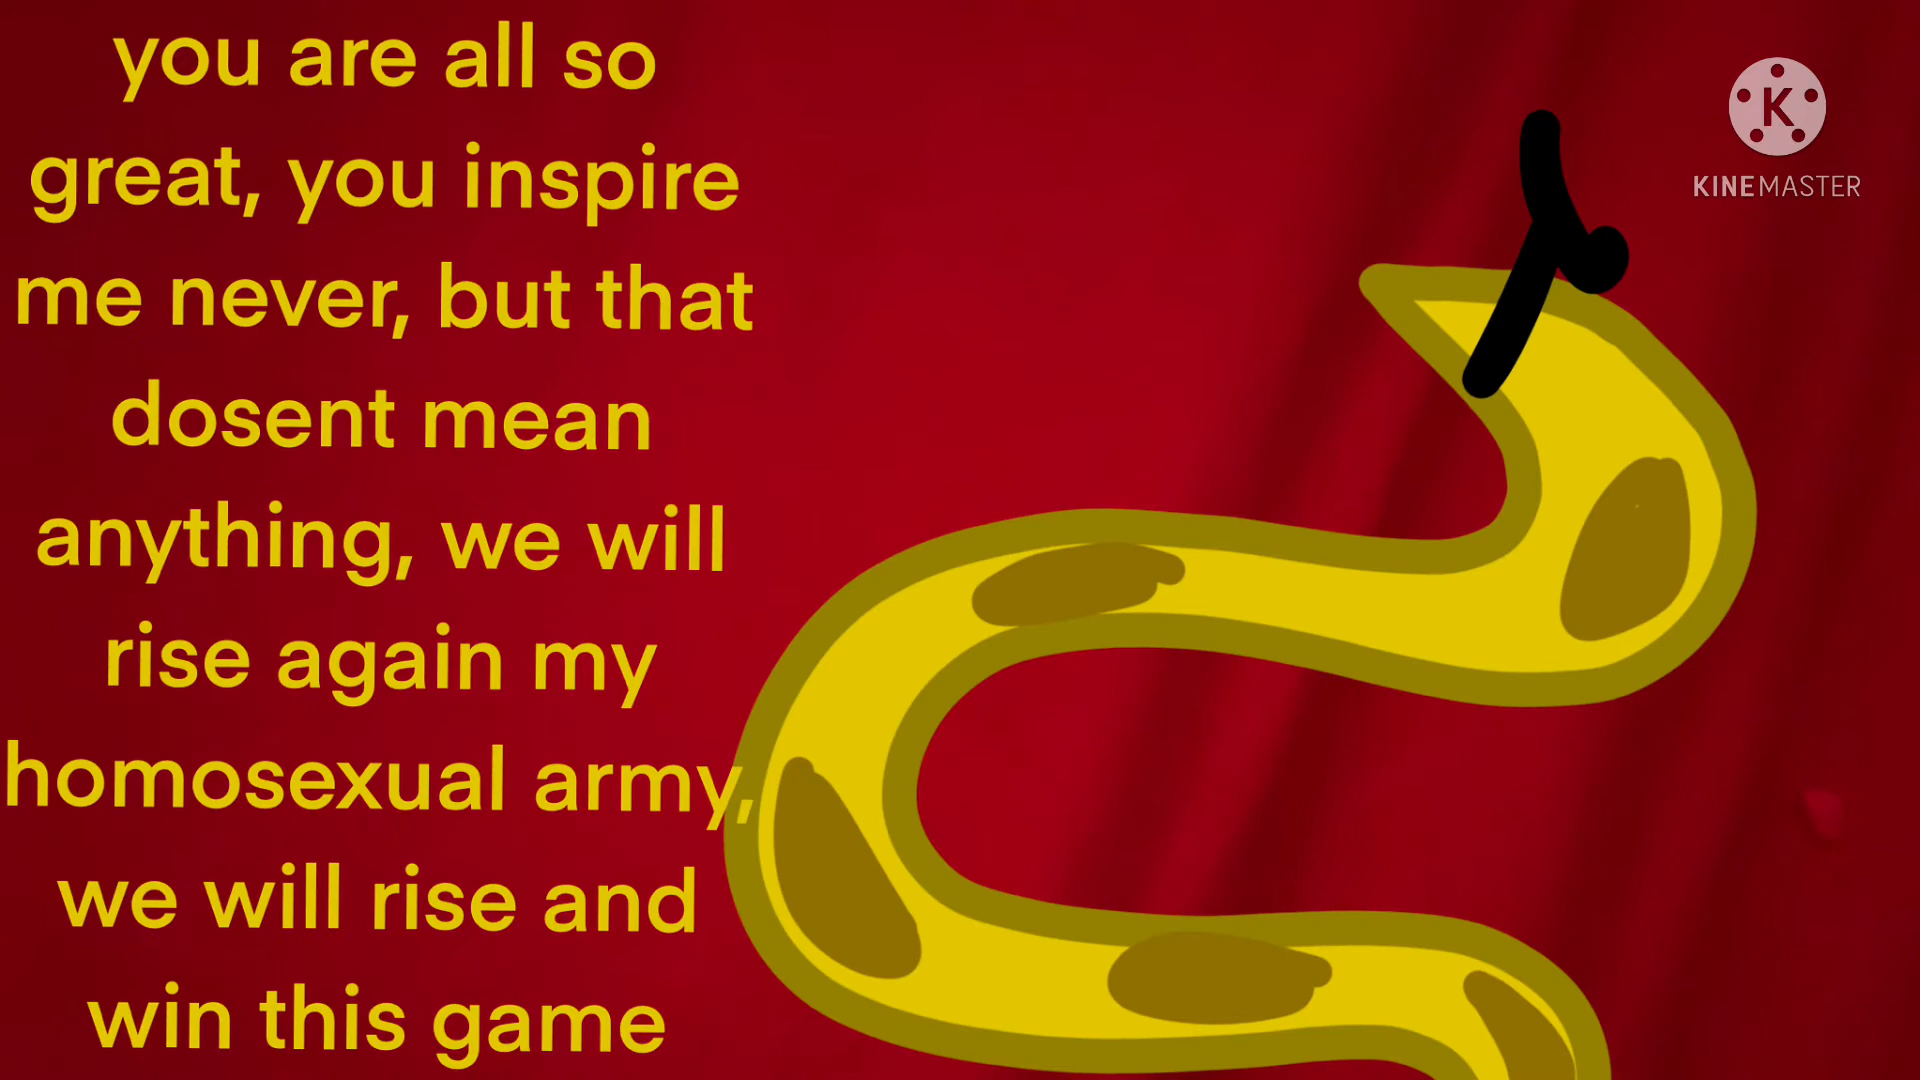 you are all so
great, you inspire
me never, but that
dosent mean
anything, we will
rise again my
homosexual army,
we will rise and
win this game
K
KINEMASTER